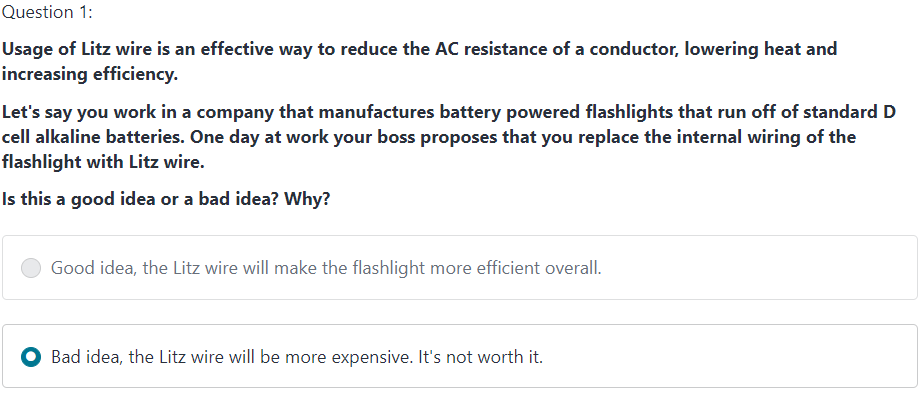 Question 1:
Usage of Litz wire is an effective way to reduce the AC resistance of a conductor, lowering heat and
increasing efficiency.
Let's say you work in a company that manufactures battery powered flashlights that run off of standard D
cell alkaline batteries. One day at work your boss proposes that you replace the internal wiring of the
flashlight with Litz wire.
Is this a good idea or a bad idea? Why?
Good idea, the Litz wire will make the flashlight more efficient overall.
Bad idea, the Litz wire will be more expensive. It's not worth it.